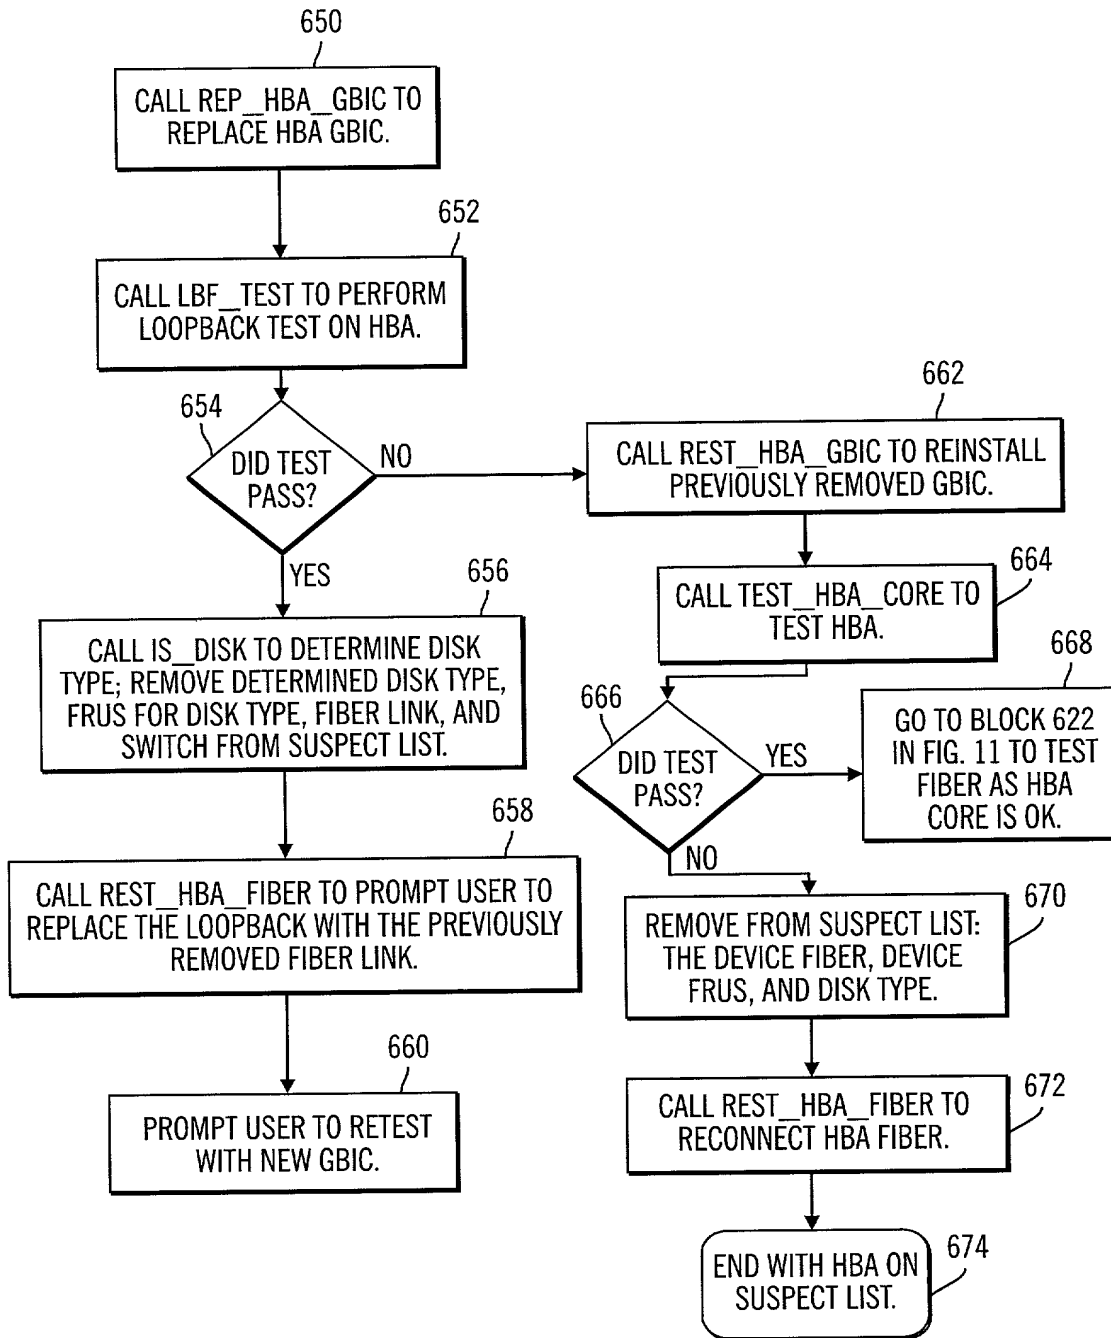 650
CALL REP_HBA_GBIC TO
REPLACE HBA GBIC.
652
CALL LBF_TEST TO PERFORM
LOOPBACK TEST ON HBA.
654
DID TEST
PASS?
NO
YES
656
CALL IS_DISK TO DETERMINE DISK
TYPE; REMOVE DETERMINED DISK TYPE,
FRUS FOR DISK TYPE, FIBER LINK, AND
SWITCH FROM SUSPECT LIST.
658
CALL REST_HBA_FIBER TO PROMPT USER TO
REPLACE THE LOOPBACK WITH THE PREVIOUSLY
REMOVED FIBER LINK.
660
PROMPT USER TO RETEST
WITH NEW GBIC.
662
CALL REST_HBA_GBIC TO REINSTALL
PREVIOUSLY REMOVED GBIC.
664
CALL TEST_HBA_CORE TO
TEST HBA.
666
DID TEST
PASS?
YES
NO
668
GO TO BLOCK 622
IN FIG. 11 TO TEST
FIBER AS HBA
CORE IS OK.
670
REMOVE FROM SUSPECT LIST:
THE DEVICE FIBER, DEVICE
FRUS, AND DISK TYPE.
672
CALL REST_HBA_FIBER TO
RECONNECT HBA FIBER.
674
END WITH HBA ON
SUSPECT LIST.